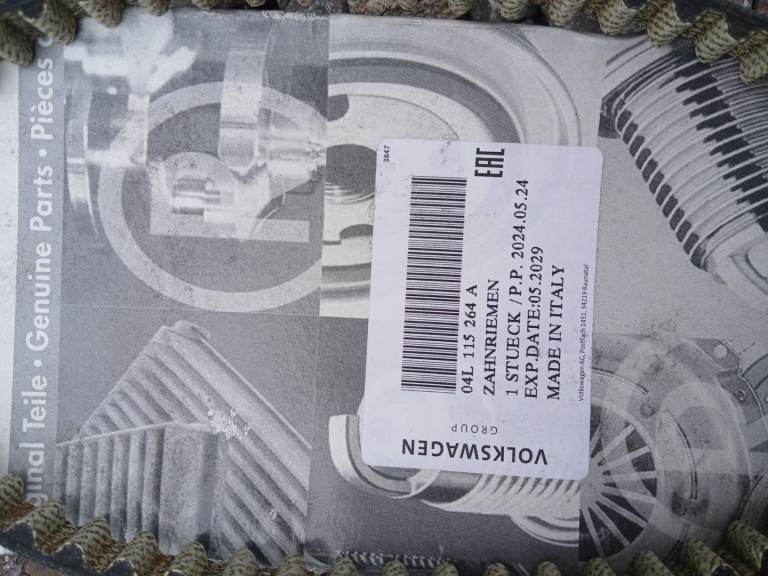 ginal Teile • Genuine Parts • Pièces
3847
EAC
04L 115 264 A
ZAHNRIEMEN
1 STUECK / P.P. 2024.05.24
EXP.DATE:05.2029
MADE IN ITALY
Volkswagen AG, Postfach 1451, 34219 Baunatal
VOLKSWAGEN
GROUP